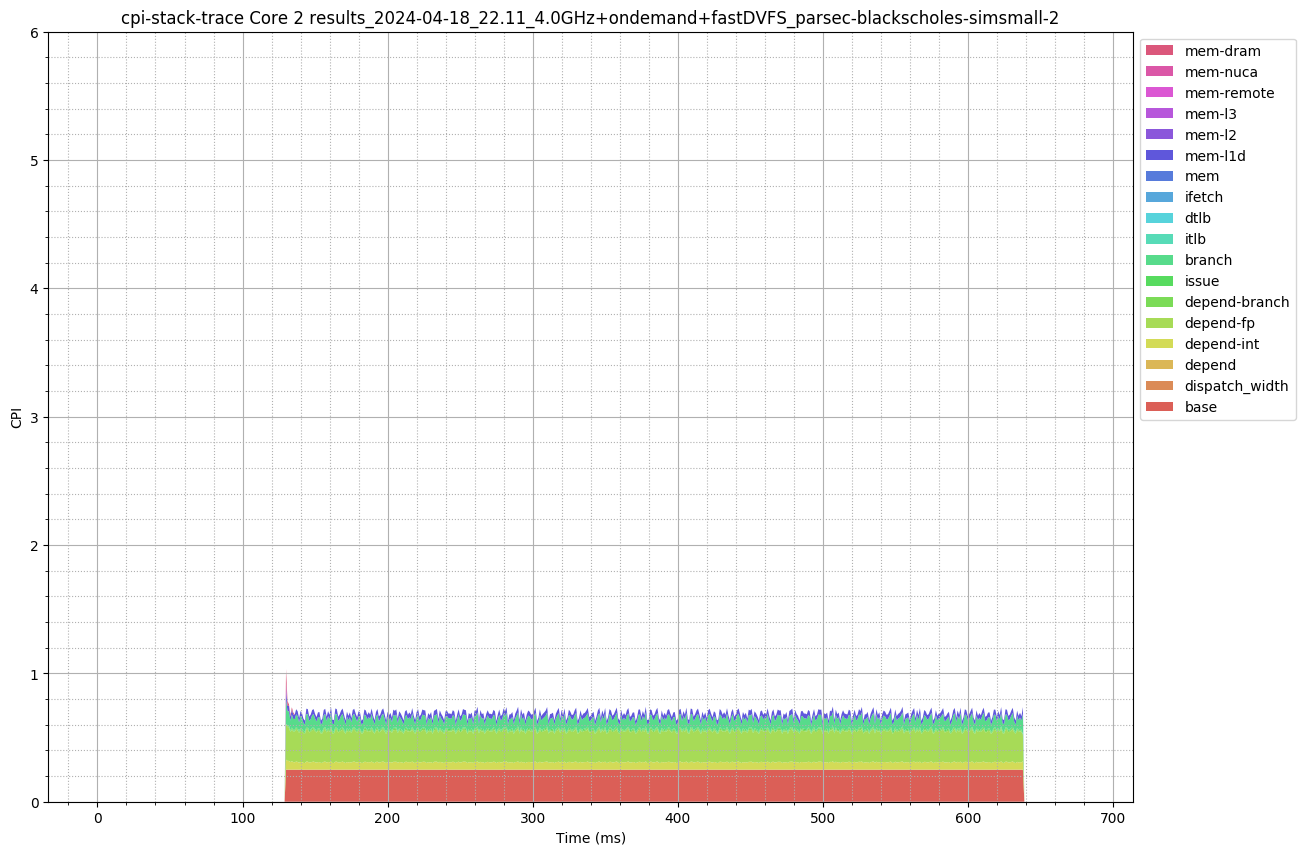 cpi-stack-trace Core 2 results_2024-04-18_22.11_4.0GHz+ondemand+fastDVFS_parsec-blackscholes-simsmall-2
6
5
4
3
2
1
0
CPI
0 100 200 300 400 500 600 700
Time (ms)
mem-dram
mem-nuca
mem-remote
mem-l3
mem-l2
mem-l1d
mem
ifetch
dtlb
itlb
branch
issue
depend-branch
depend-fp
depend-int
depend
dispatch_width
base